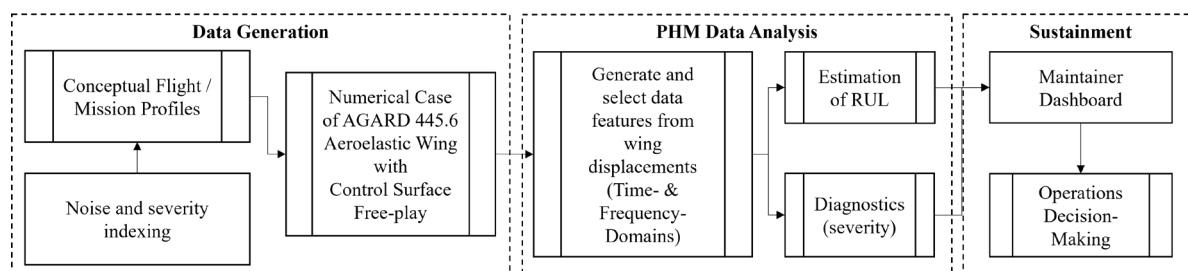 Data Generation
Conceptual Flight /
Mission Profiles
Noise and severity
indexing
Numerical Case
of AGARD 445.6
Aeroelastic Wing
with
Control Surface
Free-play
PHM Data Analysis
Generate and
select data
features from
wing
displacements
(Time- &
Frequency-
Domains)
Estimation
of RUL
Diagnostics
(severity)
Sustainment
Maintainer
Dashboard
Operations
Decision-
Making